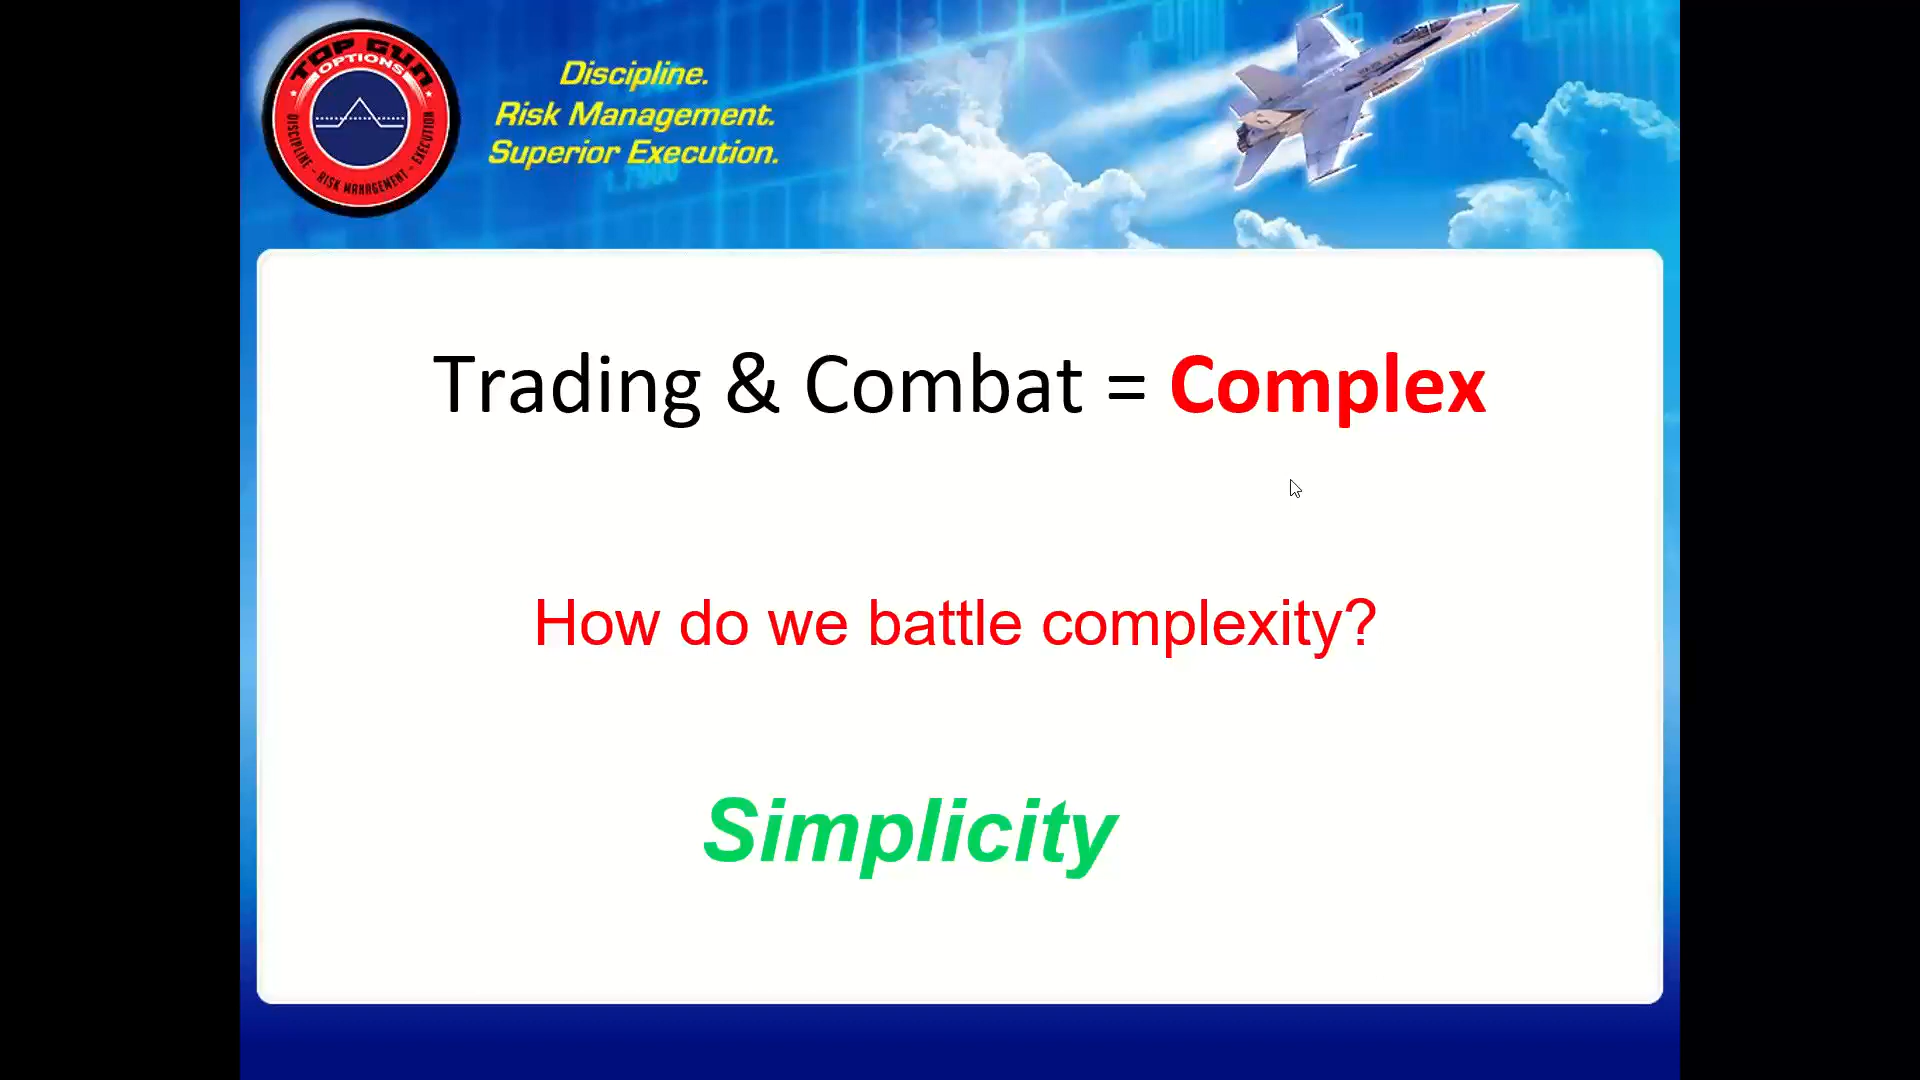 TOP GUN
OPTIONS
DISCIPLINE - RISK MANAGEMENT - EXECUTION
Discipline.
Risk Management.
Superior Execution.
Trading & Combat = Complex
How do we battle complexity?
Simplicity